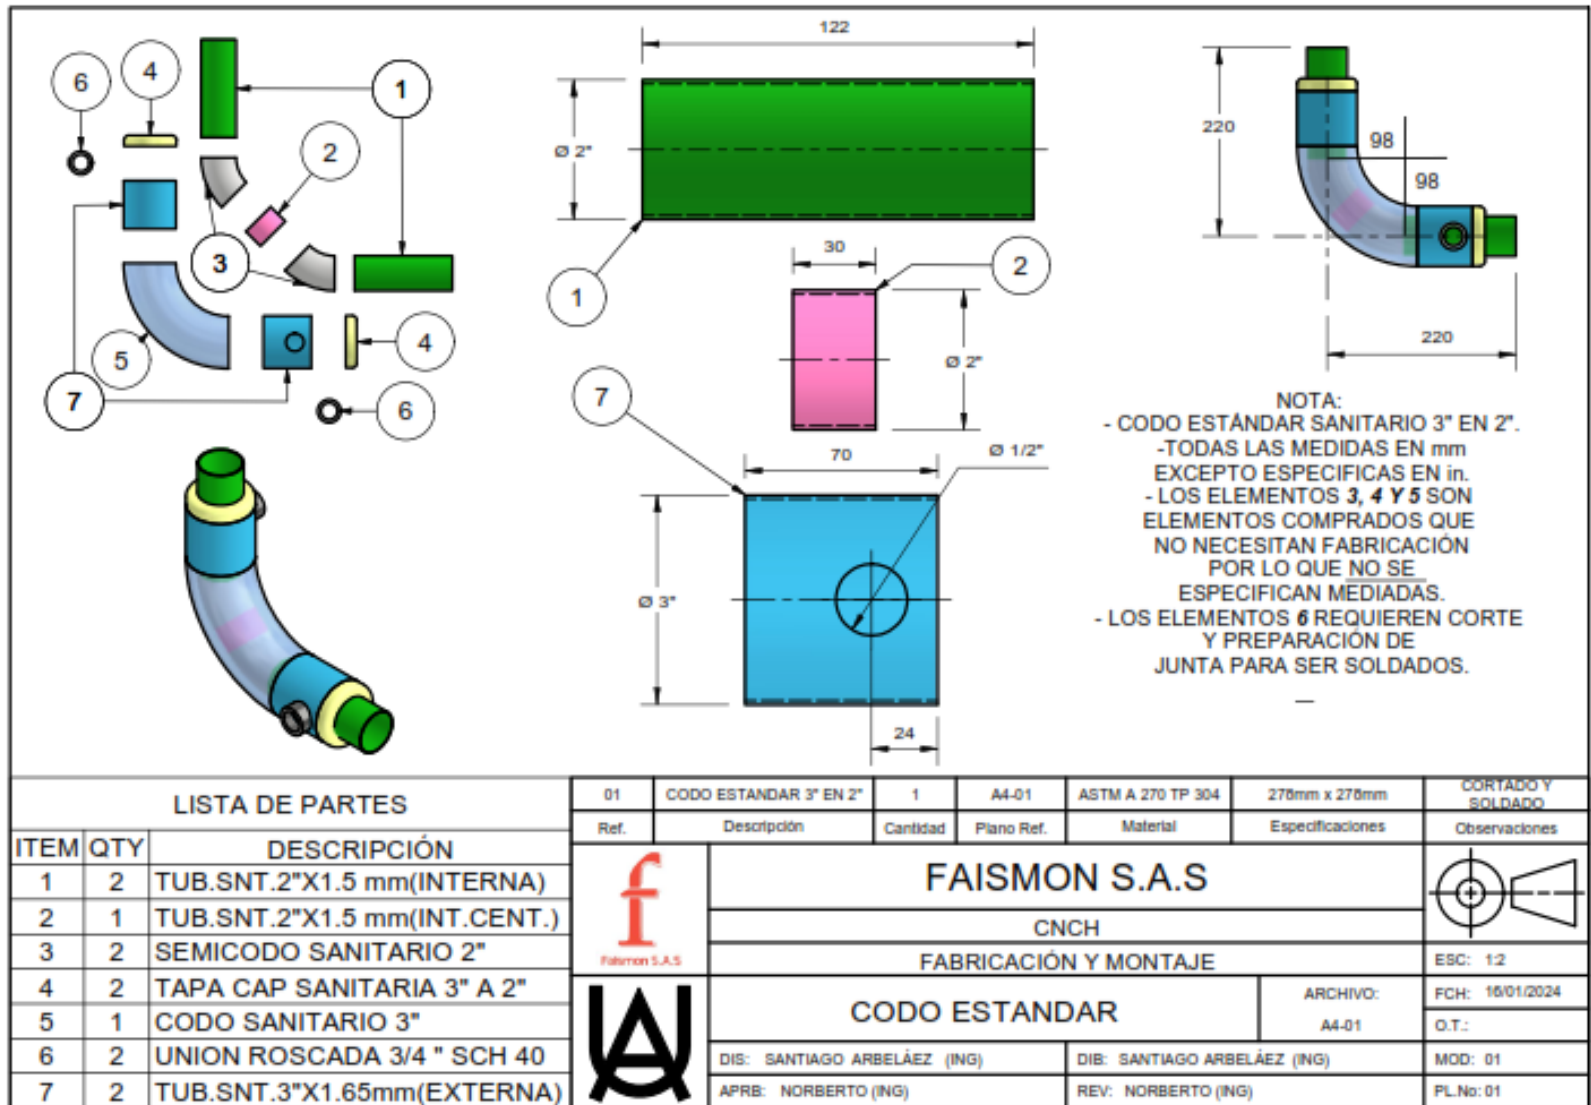 6
4
1
2
3
5
4
7
6
122
Ø 2"
1
30
2
Ø 2"
7
70
Ø 1/2"
Ø 3"
24
220
98
98
220
NOTA:
- CODO ESTÁNDAR SANITARIO 3" EN 2".
-TODAS LAS MEDIDAS EN mm
EXCEPTO ESPECIFICAS EN in.
- LOS ELEMENTOS 3, 4 Y 5 SON
ELEMENTOS COMPRADOS QUE
NO NECESITAN FABRICACIÓN
POR LO QUE NO SE
ESPECIFICAN MEDIADAS.
- LOS ELEMENTOS 6 REQUIEREN CORTE
Y PREPARACIÓN DE
JUNTA PARA SER SOLDADOS.
LISTA DE PARTES
ITEM QTY DESCRIPCIÓN
1 2 TUB.SNT.2"X1.5 mm(INTERNA)
2 1 TUB.SNT.2"X1.5 mm(INT.CENT.)
3 2 SEMICODO SANITARIO 2"
4 2 TAPA CAP SANITARIA 3" A 2"
5 1 CODO SANITARIO 3"
6 2 UNION ROSCADA 3/4 " SCH 40
7 2 TUB.SNT.3"X1.65mm(EXTERNA)
01 CODO ESTANDAR 3" EN 2" 1 A4-01 ASTM A 270 TP 304 276mm x 276mm CORTADO Y SOLDADO
Ref. Descripción Cantidad Plano Ref. Material Especificaciones Observaciones
f
Faismon S.A.S
FAISMON S.A.S
CNCH
FABRICACIÓN Y MONTAJE
ESC: 1:2
UA
CODO ESTANDAR
ARCHIVO:
A4-01
FCH: 16/01/2024
O.T.:
DIS: SANTIAGO ARBELÁEZ (ING)
DIB: SANTIAGO ARBELÁEZ (ING)
MOD: 01
APRB: NORBERTO (ING)
REV: NORBERTO (ING)
PL.No: 01